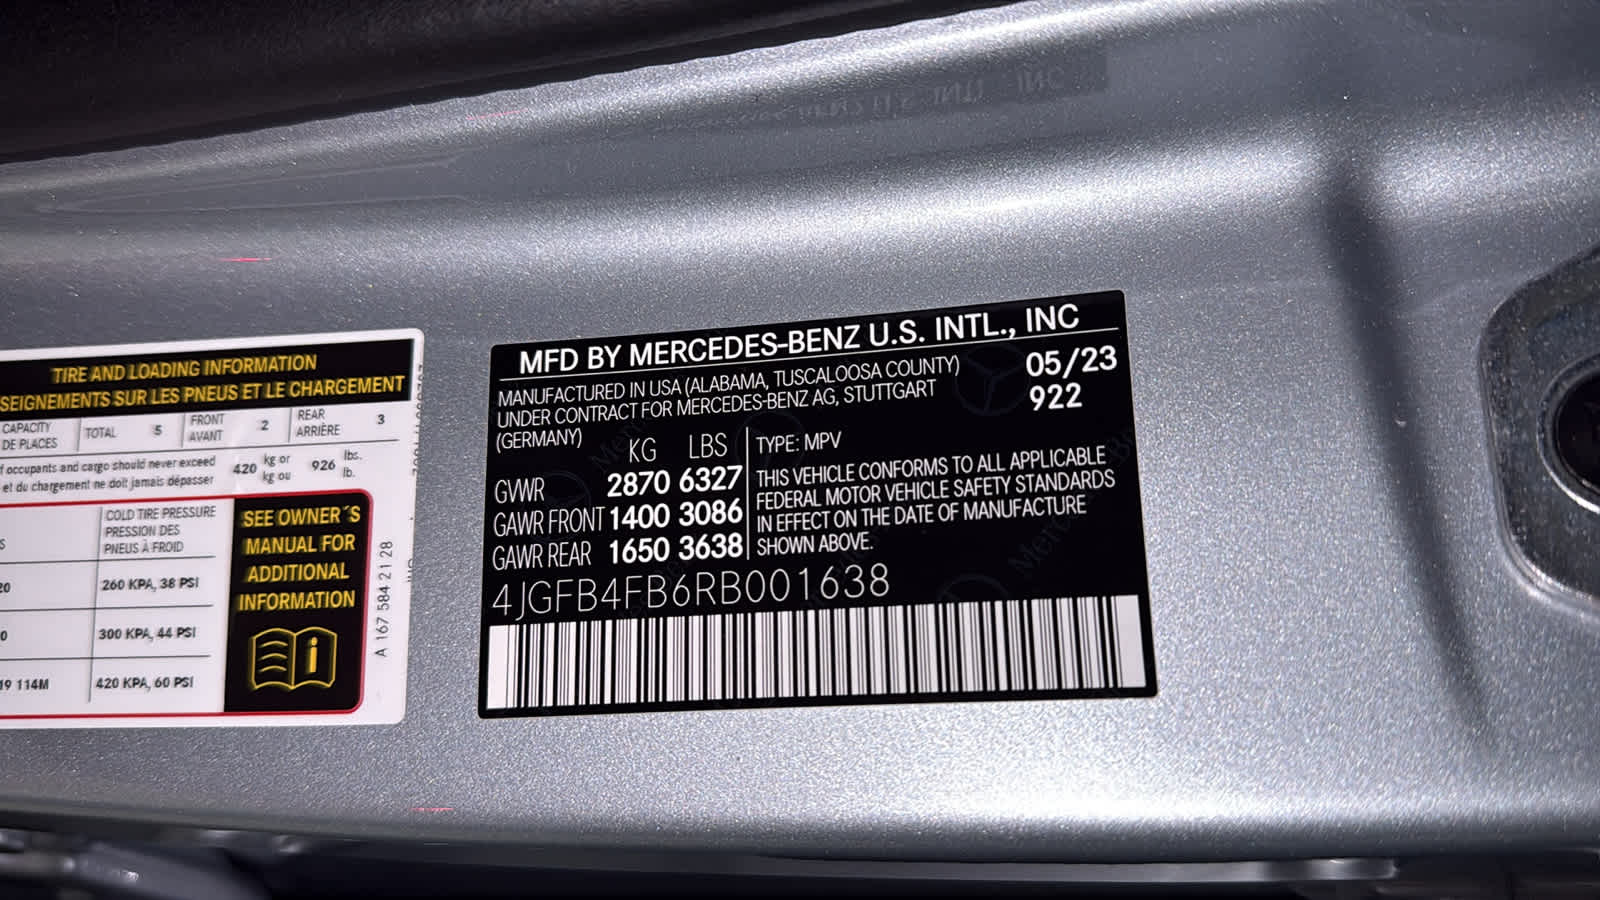 TIRE AND LOADING INFORMATION
SEIGNEMENTS SUR LES PNEUS ET LE CHARGEMENT
CAPACITY
DE PLACES
TOTAL 5
FRONT
AVANT
2
REAR
ARRIÈRE
3
f occupants and cargo should never exceed
et du chargement ne doit jamais dépasser
420 kg or
kg ou
926 lbs.
lb.
COLD TIRE PRESSURE
PRESSION DES
PNEUS À FROID
20 260 KPA, 38 PSI
0 300 KPA, 44 PSI
19 114M 420 KPA, 60 PSI
SEE OWNER´S
MANUAL FOR
ADDITIONAL
INFORMATION
A 167 584 21 28
MFD BY MERCEDES-BENZ U.S. INTL., INC
MANUFACTURED IN USA (ALABAMA, TUSCALOOSA COUNTY)
UNDER CONTRACT FOR MERCEDES-BENZ AG, STUTTGART
(GERMANY)
05/23
922
KG LBS
GVWR 2870 6327
GAWR FRONT 1400 3086
GAWR REAR 1650 3638
TYPE: MPV
THIS VEHICLE CONFORMS TO ALL APPLICABLE
FEDERAL MOTOR VEHICLE SAFETY STANDARDS
IN EFFECT ON THE DATE OF MANUFACTURE
SHOWN ABOVE.
4JGFB4FB6RB001638